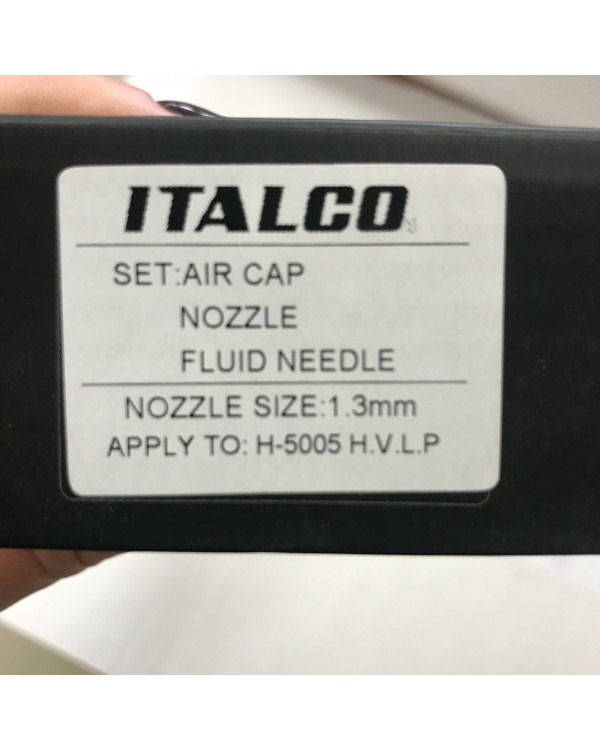 ITALCO
SET:AIR CAP
NOZZLE
FLUID NEEDLE
NOZZLE SIZE:1.3mm
APPLY TO: H-5005 H.V.L.P